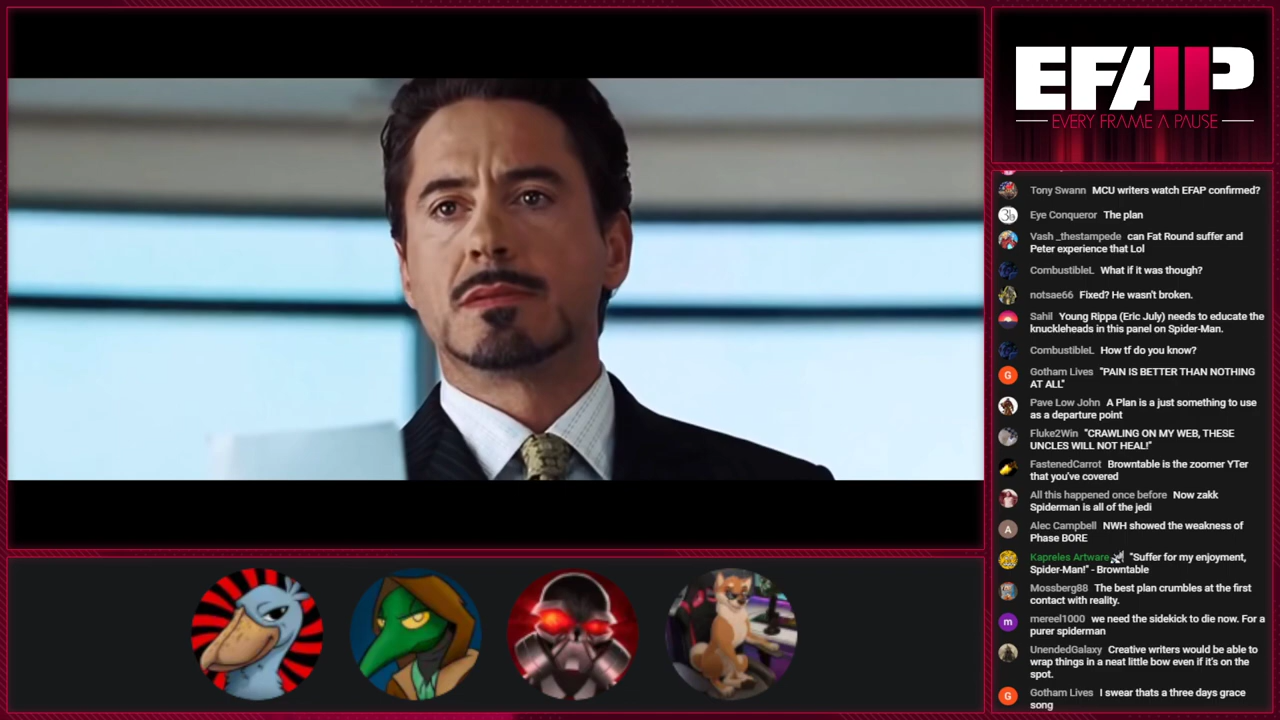 EFAP
EVERY FRAME A PAUSE
Tony Swann MCU writers watch EFAP confirmed?
Eye Conqueror The plan
Vash _thestampede can Fat Round suffer and
Peter experience that Lol
CombustibleL What if it was though?
notsae66 Fixed? He wasn't broken.
Sahil Young Rippa (Eric July) needs to educate the
knuckleheads in this panel on Spider-Man.
CombustibleL How tf do you know?
G
Gotham Lives "PAIN IS BETTER THAN NOTHING
AT ALL"
Pave Low John A Plan is a just something to use
as a departure point
Fluke2Win "CRAWLING ON MY WEB, THESE
UNCLES WILL NOT HEAL!"
FastenedCarrot Browntable is the zoomer YTer
that you've covered
All this happened once before Now zakk
Spiderman is all of the jedi
A
Alec Campbell NWH showed the weakness of
Phase BORE
Kapreles Artware "Suffer for my enjoyment,
Spider-Man!" - Browntable
Mossberg88 The best plan crumbles at the first
contact with reality.
m
mereel1000 we need the sidekick to die now. For a
purer spiderman
UnendedGalaxy Creative writers would be able to
wrap things in a neat little bow even if it's on the
spot.
G
Gotham Lives I swear thats a three days grace
song